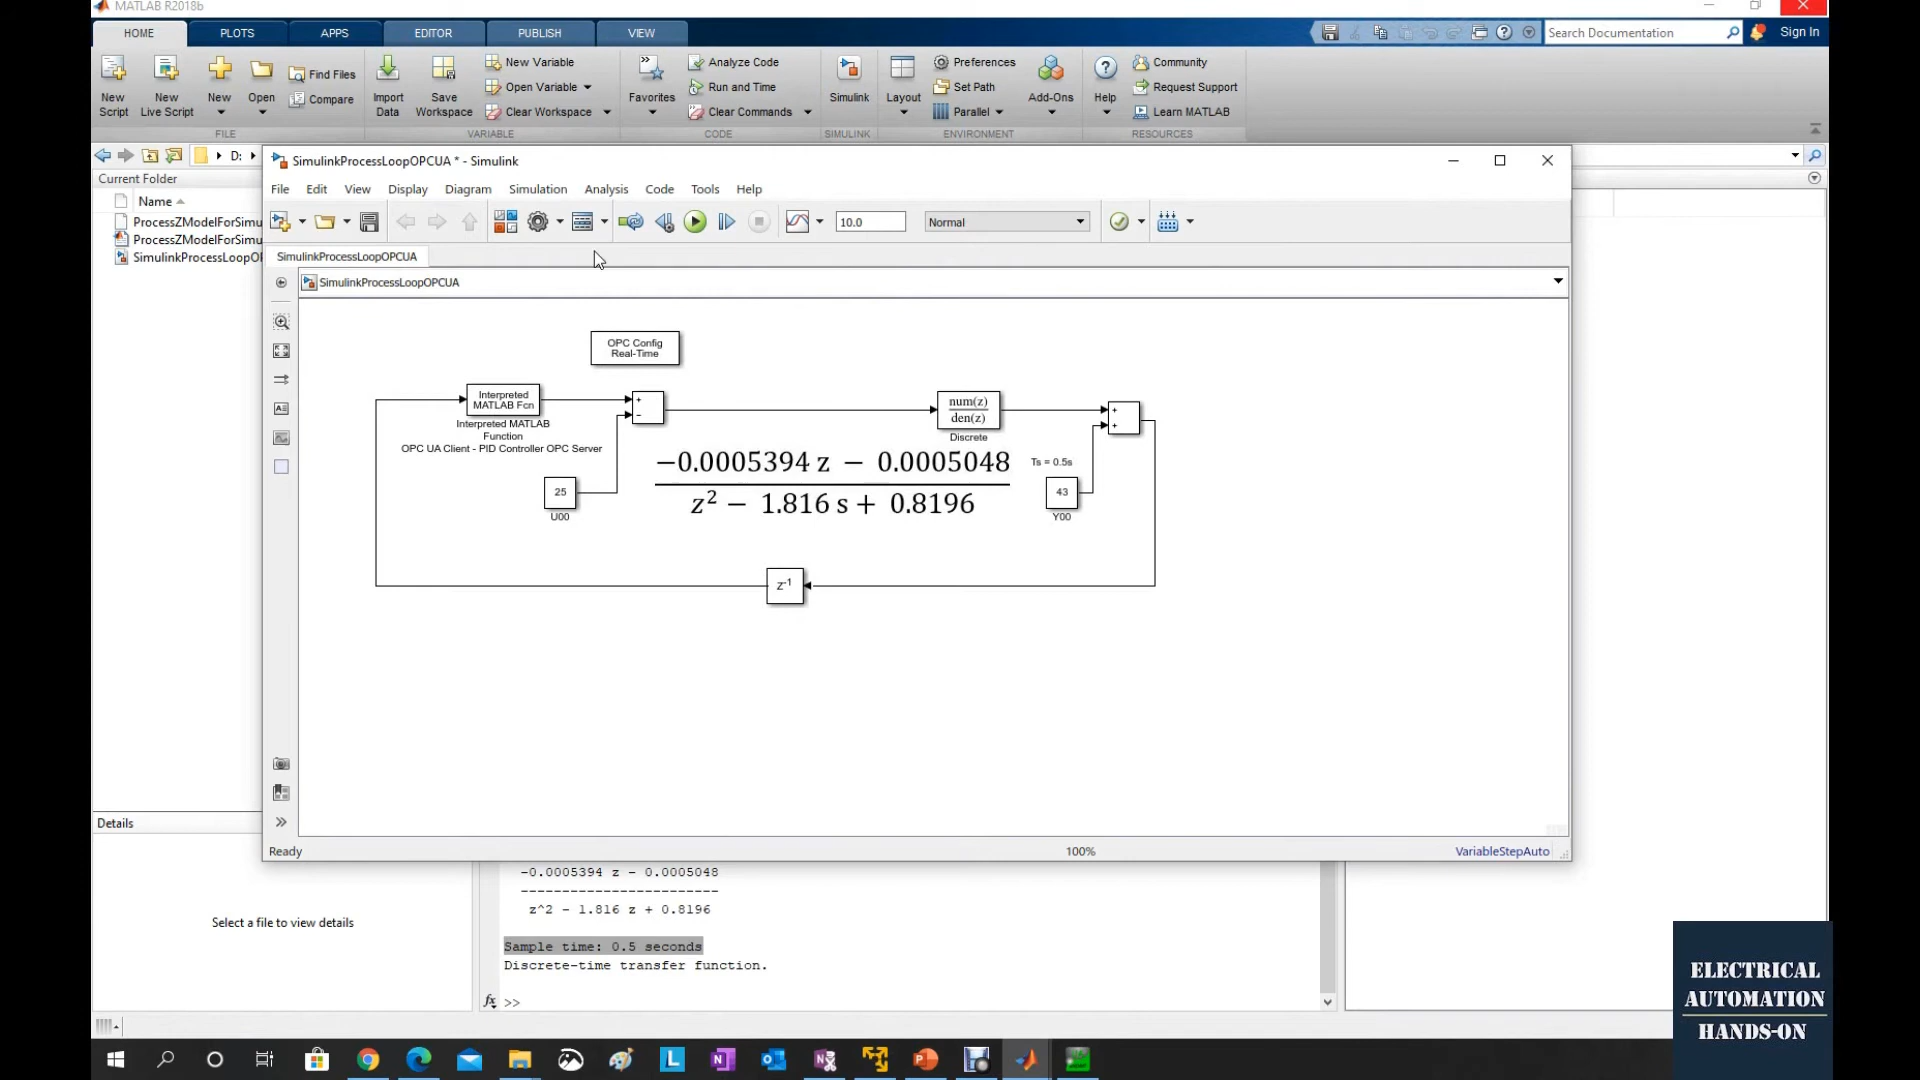 MATLAB R2018b
HOME PLOTS APPS EDITOR PUBLISH VIEW
Search Documentation
Sign In
New Script
New Live Script
New
Open
Find Files
Compare
FILE
Import Data
Save Workspace
New Variable
Open Variable
Clear Workspace
VARIABLE
Favorites
Analyze Code
Run and Time
Clear Commands
CODE
Simulink
SIMULINK
Layout
Preferences
Set Path
Parallel
Add-Ons
ENVIRONMENT
Help
Community
Request Support
Learn MATLAB
RESOURCES
D:
Current Folder
Name
ProcessZModelForSimu
ProcessZModelForSimu
SimulinkProcessLoopO
SimulinkProcessLoopOPCUA * - Simulink
File Edit View Display Diagram Simulation Analysis Code Tools Help
10.0
Normal
SimulinkProcessLoopOPCUA
SimulinkProcessLoopOPCUA
OPC Config
Real-Time
Interpreted
MATLAB Fcn
Interpreted MATLAB
Function
OPC UA Client - PID Controller OPC Server
+
−
num(z)
den(z)
Discrete
+
+
−0.0005394 z − 0.0005048
z² − 1.816 s + 0.8196
Ts = 0.5s
25
U00
43
Y00
z-1
Ready
100%
VariableStepAuto
Details
Select a file to view details
-0.0005394 z - 0.0005048
------------------------
z^2 - 1.816 z + 0.8196
Sample time: 0.5 seconds
Discrete-time transfer function.
fx >>
ELECTRICAL
AUTOMATION
HANDS-ON